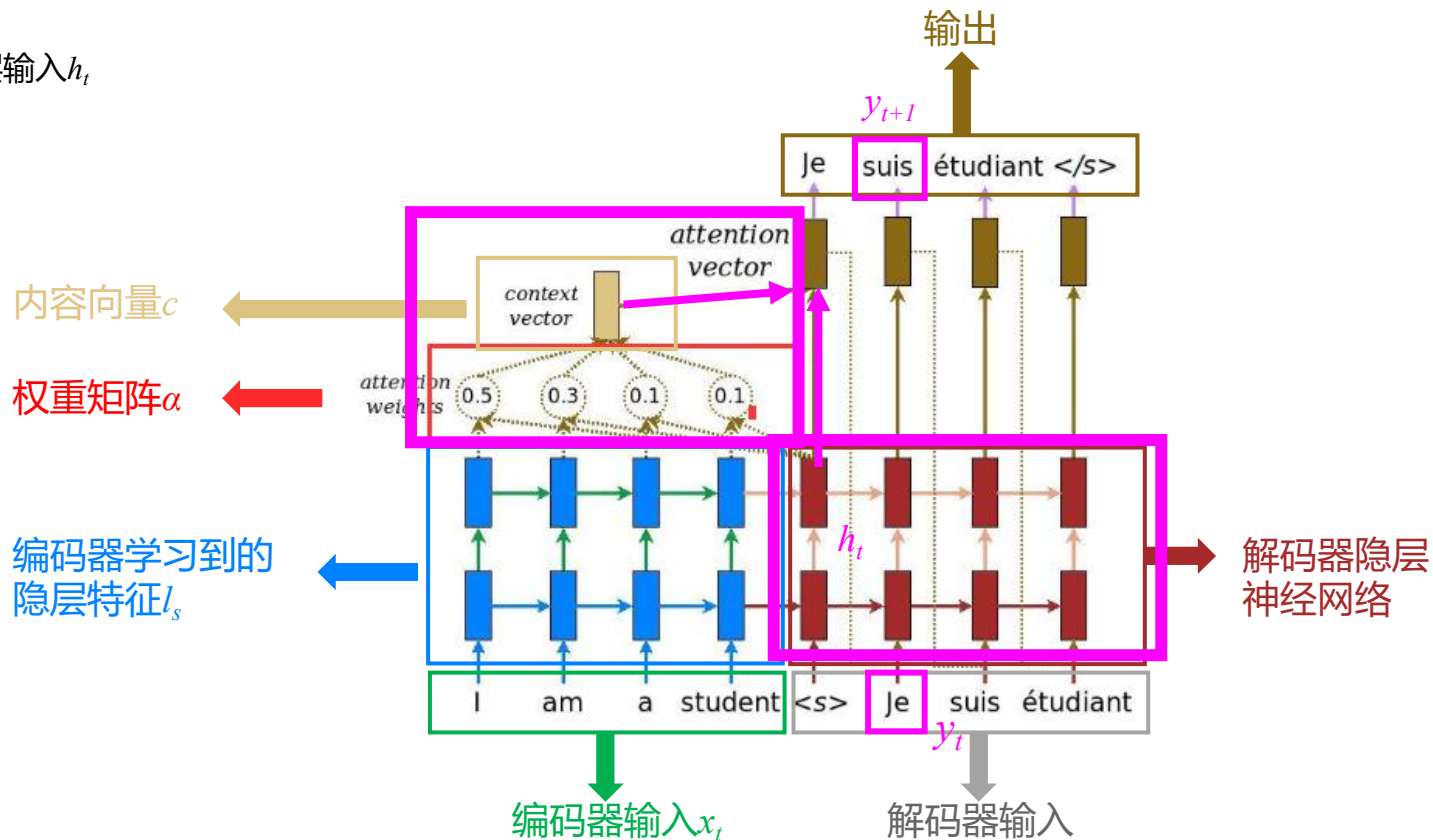 输出
输入h_t
y_{t+1}
Je suis étudiant </s>
attention
vector
context
vector
内容向量c
权重矩阵α
attention
weights
0.5 0.3 0.1 0.1
编码器学习到的
隐层特征l_s
h_t
解码器隐层
神经网络
I am a student <s> Je suis étudiant
y_t
编码器输入x_t
解码器输入